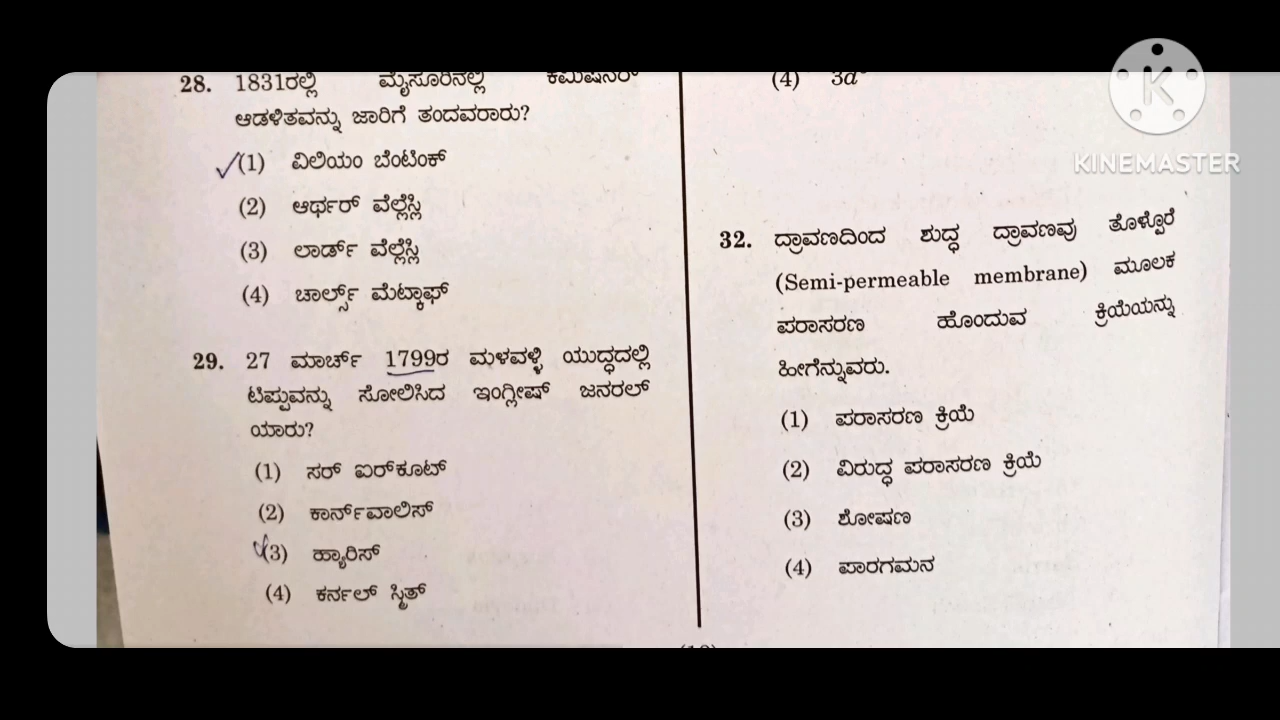 28. 1831ರಲ್ಲಿ ಮೈಸೂರಿನಲ್ಲಿ ಕಮಿಷನರ್
ಆಡಳಿತವನ್ನು ಜಾರಿಗೆ ತಂದವರಾರು?
(1) ವಿಲಿಯಂ ಬೆಂಟಿಂಕ್
(2) ಆರ್ಥರ್ ವೆಲ್ಲೆಸ್ಲಿ
(3) ಲಾರ್ಡ್ ವೆಲ್ಲೆಸ್ಲಿ
(4) ಚಾರ್ಲ್ಸ್ ಮೆಟ್ಕಾಫ್
29. 27 ಮಾರ್ಚ್ 1799ರ ಮಳವಳ್ಳಿ ಯುದ್ಧದಲ್ಲಿ
ಟಿಪ್ಪುವನ್ನು ಸೋಲಿಸಿದ ಇಂಗ್ಲೀಷ್ ಜನರಲ್
ಯಾರು?
(1) ಸರ್ ಐರ್‌ಕೂಟ್
(2) ಕಾರ್ನ್‌ವಾಲಿಸ್
(3) ಹ್ಯಾರಿಸ್
(4) ಕರ್ನಲ್ ಸ್ಮಿತ್
(4) 3d
32. ದ್ರಾವಣದಿಂದ ಶುದ್ಧ ದ್ರಾವಣವು ತೊಳ್ಪೊರೆ
(Semi-permeable membrane) ಮೂಲಕ
ಪರಾಸರಣ ಹೊಂದುವ ಕ್ರಿಯೆಯನ್ನು
ಹೀಗೆನ್ನುವರು.
(1) ಪರಾಸರಣ ಕ್ರಿಯೆ
(2) ವಿರುದ್ಧ ಪರಾಸರಣ ಕ್ರಿಯೆ
(3) ಶೋಷಣ
(4) ಪಾರಗಮನ
K
KINEMASTER